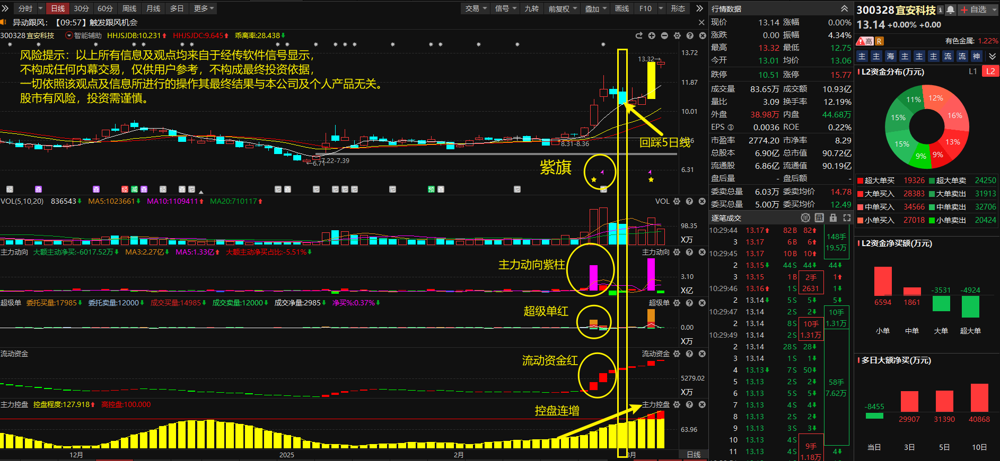 分时 日线 30分 60分 周线 月线 多日 更多 交易 信号 九转 前复权 叠加 画线 F10 形态
异动跟风：【09:57】触发跟风机会
300328 宜安科技 智能辅助 HHJSJDB:10.231 HHJSJDC:9.645 乖离率:28.438
风险提示：以上所有信息及观点均来自于经传软件信号显示，
不构成任何内幕交易，仅供用户参考，不构成最终投资依据，
一切依照该观点及信息所进行的操作其最终结果与本公司及个人产品无关。
股市有风险，投资需谨慎。
13.32
13.72
11.87
10.01
6.31
回踩5日线
8.31-8.36
7.22-7.39
6.71
紫旗
经 叠 叠 经 减 叠 经 叠 它 它 叠 它 它 它 它 它 预 叠 它
VOL(5,10,20) 836543 MA5:1023661 MA10:1109411 MA20:710117 VOL
98.35
X万
主力动向 大额主动净买:-6017.52万 MA3:2.27亿 MA5:1.33亿 大额主动净买占比:-5.51% 主力动向
主力动向紫柱
3.10
X亿
超级单 委托买量:17985 委托卖量:12000 成交买量:14985 成交卖量:12000 成交净量:2985 净买%:0.37% 超级单
超级单红
0.00
X万
流动资金 流动资金
流动资金红
5279.02
X万
主力控盘 控盘程度:127.918 高控盘:100.000 主力控盘
控盘连增
63.96
12月 2025 2月 3月 日线
行情数据
现价 13.14 涨幅 0.00%
涨跌 0.00 振幅 4.34%
最高 13.32 最低 12.75
今开 13.01 均价 13.06
跌停 10.51 涨停 15.77
成交量 83.65万 成交额 10.93亿
量比 3.09 换手率 12.19%
外盘 38.98万 内盘 44.68万
EPS ③ 0.0036 ROE 0.22%
市盈率 2774.20 市净率 8.29
总股本 6.90亿 总市值 90.72亿
流通股 6.86亿 流通值 90.19亿
盘后量 - 盘后额 -
委卖总量 6.03万 委卖均价 14.78
委买总量 5.00万 委买均价 12.49
逐笔成交
10:29:44 13.17 82 B 82
3 13.17 6 B 6
10:29:45 13.17 10 B 10
2 13.15 44 S 44 44
3 13.15 1 B 1
10:29:46 13.16 1 S 1
2 13.14 5 S 5 5
10:29:47 13.14 2 S 2
2 13.14 8 S
10:29:49 13.14 2 S
2 13.14 28 S 28
3 13.14 1 S 1
4 13.13 7 S 50
5 13.13 2 S 2
6 13.13 5 S 5
7 13.13 4 S 4
8 13.13 2 S 2
9 13.13 3 S 3
10 13.13 4 S
11 13.13 4 S 4
148手
19.5万
2手
2631
10手
1.31万
10手
1.31万
58手
7.62万
9手
1.18万
300328 宜安科技 自选
13.14 +0.00% +0.00
高 R 有色金属: 1.22%
主 主 海 主 主 主 流 流 神
L2资金分布(万元) L1 L2
11% 12%
15% 16%
15% 13%
9% 9%
超大单买 19326 超大单卖 24250
大单买入 28383 大单卖出 31913
中单买入 34566 中单卖出 32706
小单买入 27018 小单卖出 20424
L2资金净买额(万元)
6594 1861 -3531 -4924
小单 中单 大单 超大单
多日大额净买(万元)
-8455 29907 31390 40868
当日 3日 5日 10日